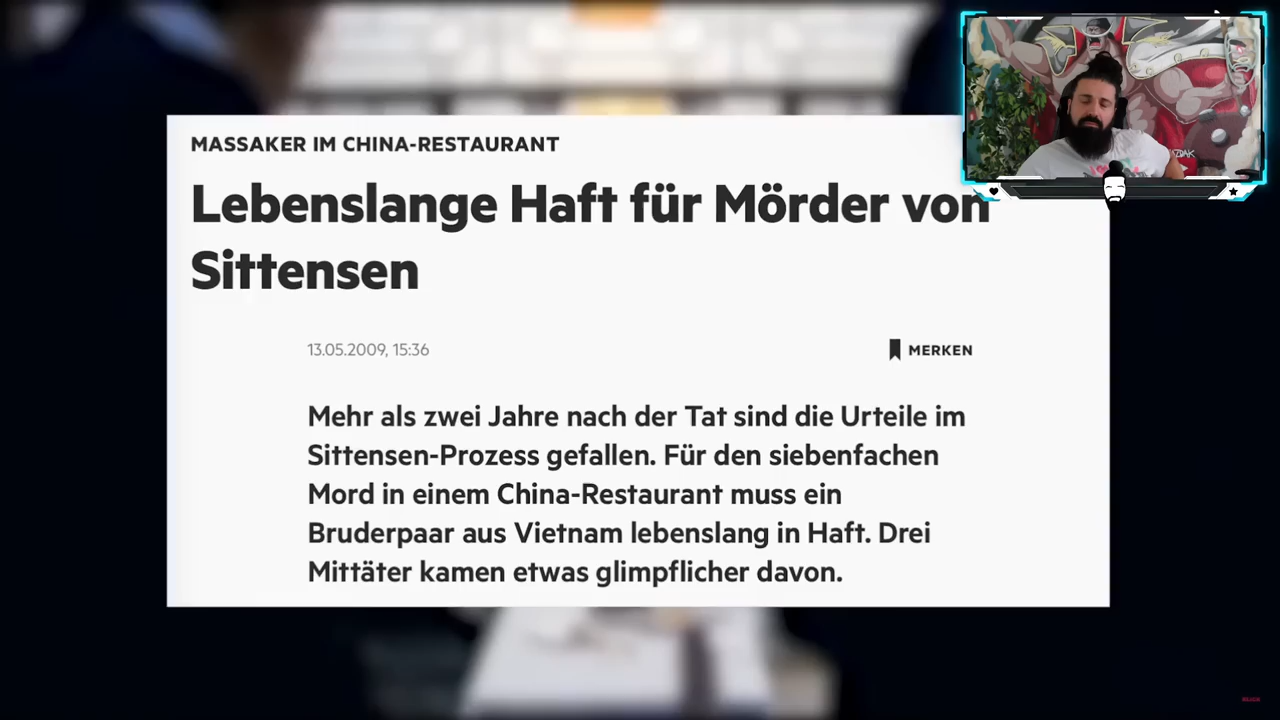 MASSAKER IM CHINA-RESTAURANT
Lebenslange Haft für Mörder von
Sittensen
13.05.2009, 15:36
MERKEN
Mehr als zwei Jahre nach der Tat sind die Urteile im
Sittensen-Prozess gefallen. Für den siebenfachen
Mord in einem China-Restaurant muss ein
Bruderpaar aus Vietnam lebenslang in Haft. Drei
Mittäter kamen etwas glimpflicher davon.